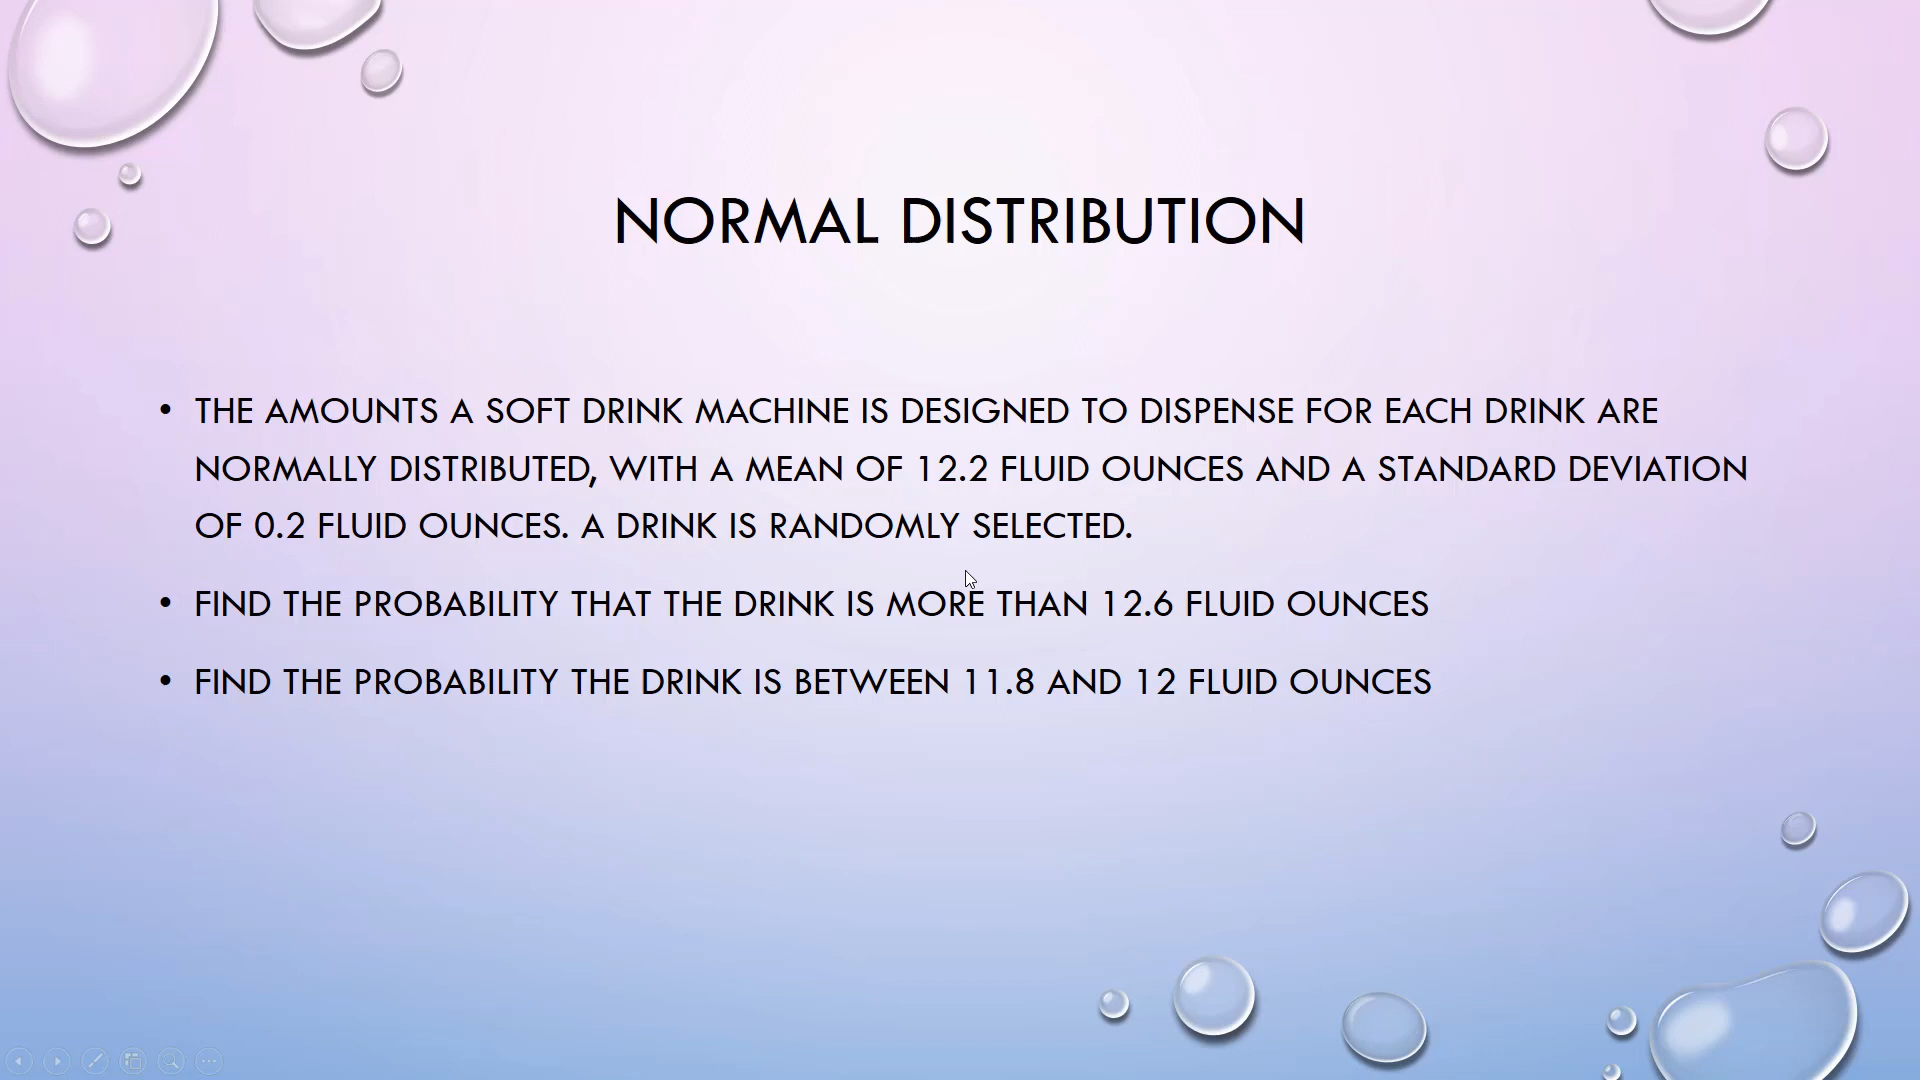 NORMAL DISTRIBUTION
• THE AMOUNTS A SOFT DRINK MACHINE IS DESIGNED TO DISPENSE FOR EACH DRINK ARE
NORMALLY DISTRIBUTED, WITH A MEAN OF 12.2 FLUID OUNCES AND A STANDARD DEVIATION
OF 0.2 FLUID OUNCES. A DRINK IS RANDOMLY SELECTED.
• FIND THE PROBABILITY THAT THE DRINK IS MORE THAN 12.6 FLUID OUNCES
• FIND THE PROBABILITY THE DRINK IS BETWEEN 11.8 AND 12 FLUID OUNCES